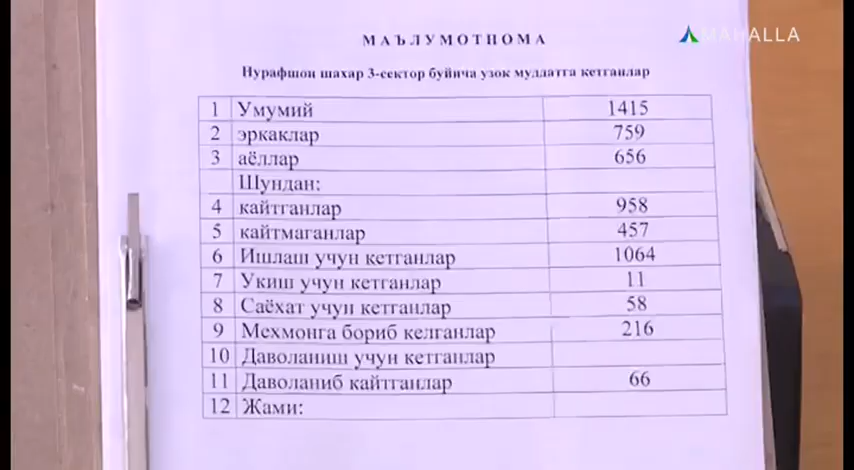 MAHALLA
МАЪЛУМОТНОМА
Нурафшон шахар 3-сектор буйича узок муддатга кетганлар
1 Умумий 1415
2 эркаклар 759
3 аёллар 656
Шундан:
4 кайтганлар 958
5 кайтмаганлар 457
6 Ишлаш учун кетганлар 1064
7 Укиш учун кетганлар 11
8 Саёхат учун кетганлар 58
9 Мехмонга бориб келганлар 216
10 Даволаниш учун кетганлар
11 Даволаниб кайтганлар 66
12 Жами: